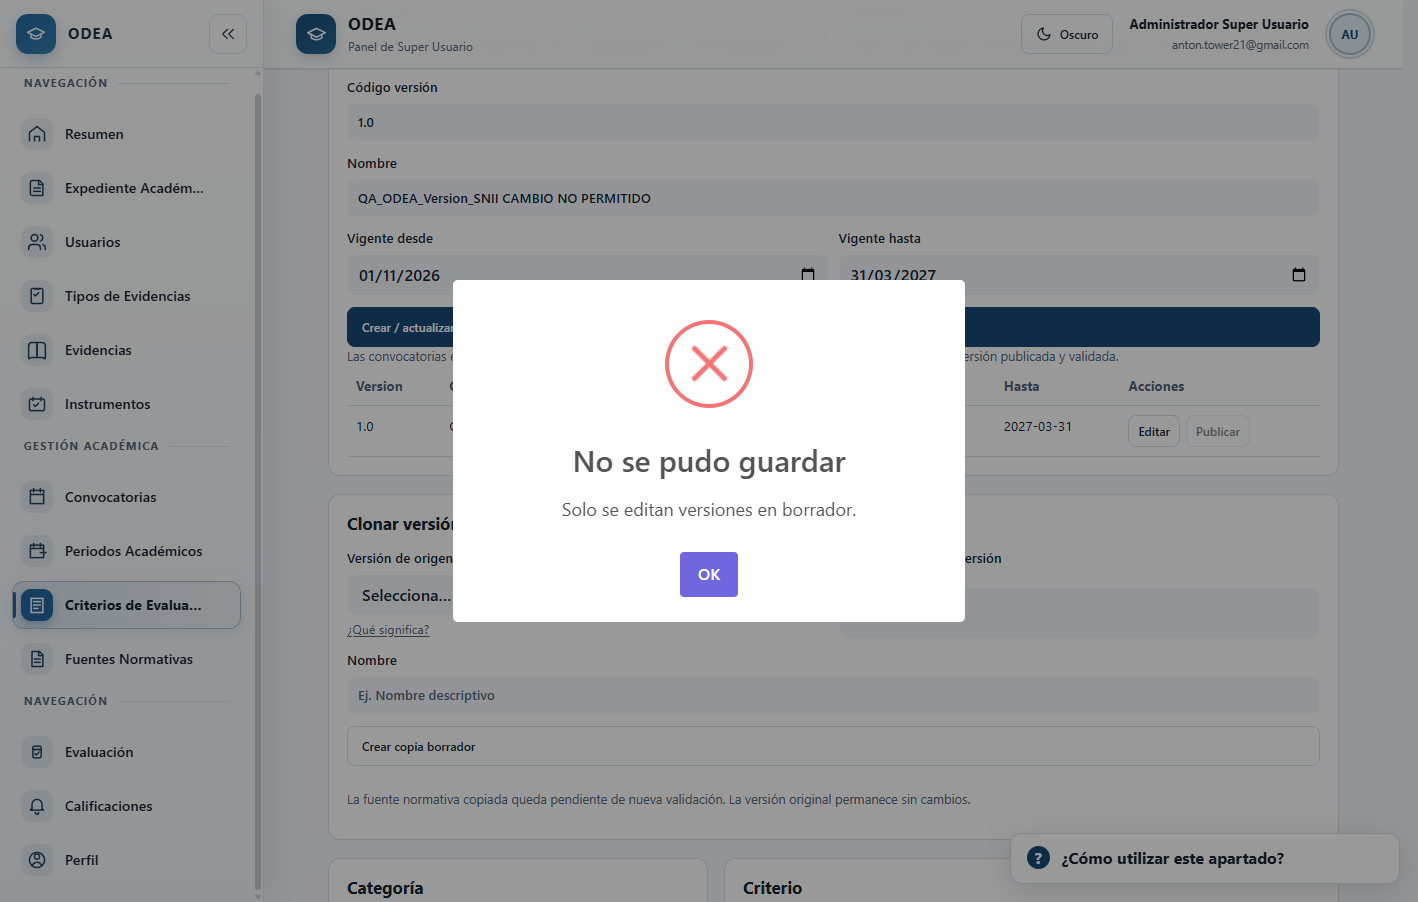 ODEA
NAVEGACIÓN
Resumen
Expediente Académ...
Usuarios
Tipos de Evidencias
Evidencias
Instrumentos
GESTIÓN ACADÉMICA
Convocatorias
Periodos Académicos
Criterios de Evalua...
Fuentes Normativas
NAVEGACIÓN
Evaluación
Calificaciones
Perfil
ODEA
Panel de Super Usuario
Oscuro
Administrador Super Usuario
anton.tower21@gmail.com
AU
Código versión
1.0
Nombre
QA_ODEA_Version_SNII CAMBIO NO PERMITIDO
Vigente desde
Vigente hasta
01/11/2026
31/03/2027
Crear / actualizar
Las convocatorias
versión publicada y validada.
Version
Hasta
Acciones
1.0
2027-03-31
Editar
Publicar
No se pudo guardar
Solo se editan versiones en borrador.
OK
Clonar versión
Versión de origen
versión
Selecciona...
¿Qué significa?
Nombre
Ej. Nombre descriptivo
Crear copia borrador
La fuente normativa copiada queda pendiente de nueva validación. La versión original permanece sin cambios.
Categoría
Criterio
? ¿Cómo utilizar este apartado?